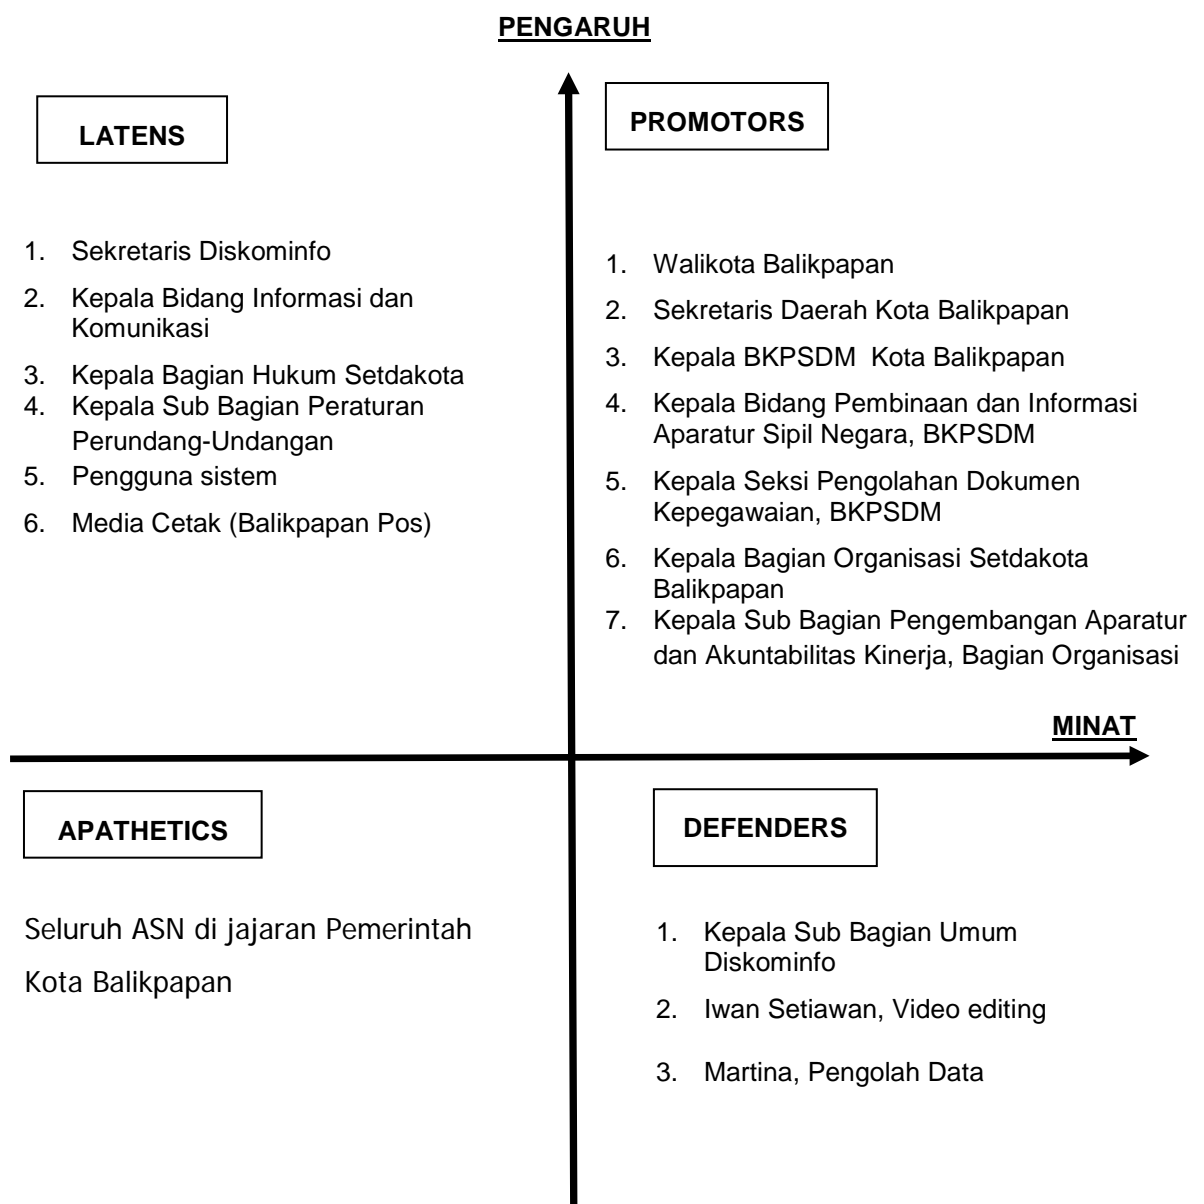 PENGARUH
LATENS
1. Sekretaris Diskominfo
2. Kepala Bidang Informasi dan
Komunikasi
3. Kepala Bagian Hukum Setdakota
4. Kepala Sub Bagian Peraturan
Perundang-Undangan
5. Pengguna sistem
6. Media Cetak (Balikpapan Pos)
PROMOTORS
1. Walikota Balikpapan
2. Sekretaris Daerah Kota Balikpapan
3. Kepala BKPSDM Kota Balikpapan
4. Kepala Bidang Pembinaan dan Informasi
Aparatur Sipil Negara, BKPSDM
5. Kepala Seksi Pengolahan Dokumen
Kepegawaian, BKPSDM
6. Kepala Bagian Organisasi Setdakota
Balikpapan
7. Kepala Sub Bagian Pengembangan Aparatur
dan Akuntabilitas Kinerja, Bagian Organisasi
MINAT
APATHETICS
Seluruh ASN di jajaran Pemerintah
Kota Balikpapan
DEFENDERS
1. Kepala Sub Bagian Umum
Diskominfo
2. Iwan Setiawan, Video editing
3. Martina, Pengolah Data